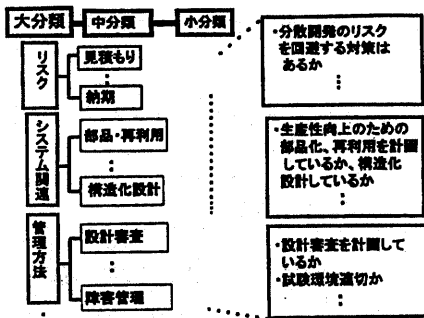 大分類
中分類
小分類
リスク
見積もり
納期
システム関連
部品・再利用
構造化設計
管理方法
設計審査
障害管理
・分散開発のリスク
を回避する対策は
あるか
・生産性向上のための
部品化、再利用を計画
しているか、構造化
設計しているか
・設計審査を計画して
いるか
・試験環境適切か